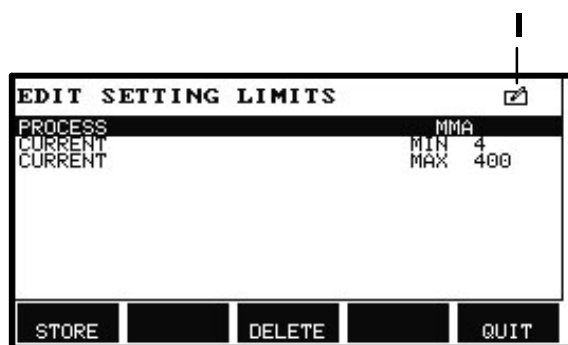 I
EDIT SETTING LIMITS
PROCESS MMA
CURRENT MIN 4
CURRENT MAX 400
STORE DELETE QUIT